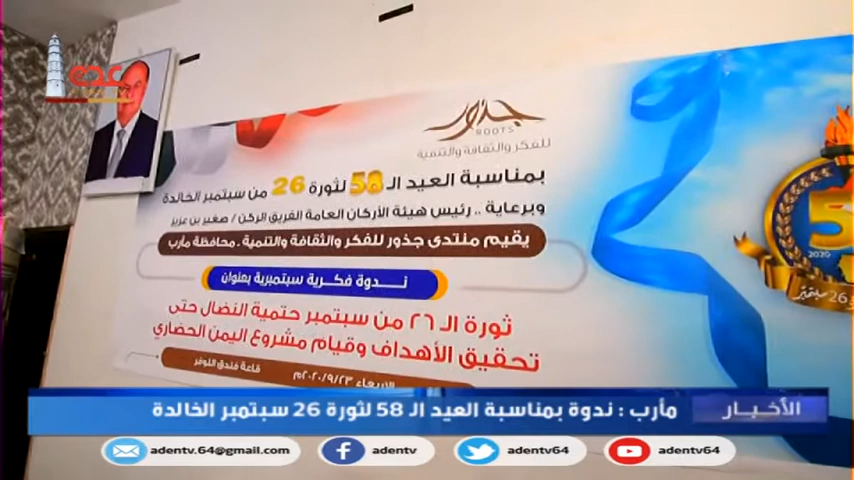 عدن
جذور
ROOTS
للفكر والثقافة والتنمية
بمناسبة العيد الـ 58 لثورة 26 من سبتمبر الخالدة
وبرعاية .. رئيس هيئة الأركان العامة الفريق الركن / صغير بن عزيز
يقيم منتدى جذور للفكر والثقافة والتنمية . محافظة مأرب
ندوة فكرية سبتمبرية بعنوان
ثورة الـ ٢٦ من سبتمبر حتمية النضال حتى
تحقيق الأهداف وقيام مشروع اليمن الحضاري
الاربعاء ٢٠٢٠/٩/٢٣م
قاعة فندق اللوفر
5
2020
26 سبتمبر
الأخبار
مأرب : ندوة بمناسبة العيد الـ 58 لثورة 26 سبتمبر الخالدة
adentv.64@gmail.com
adentv
adentv64
adentv64